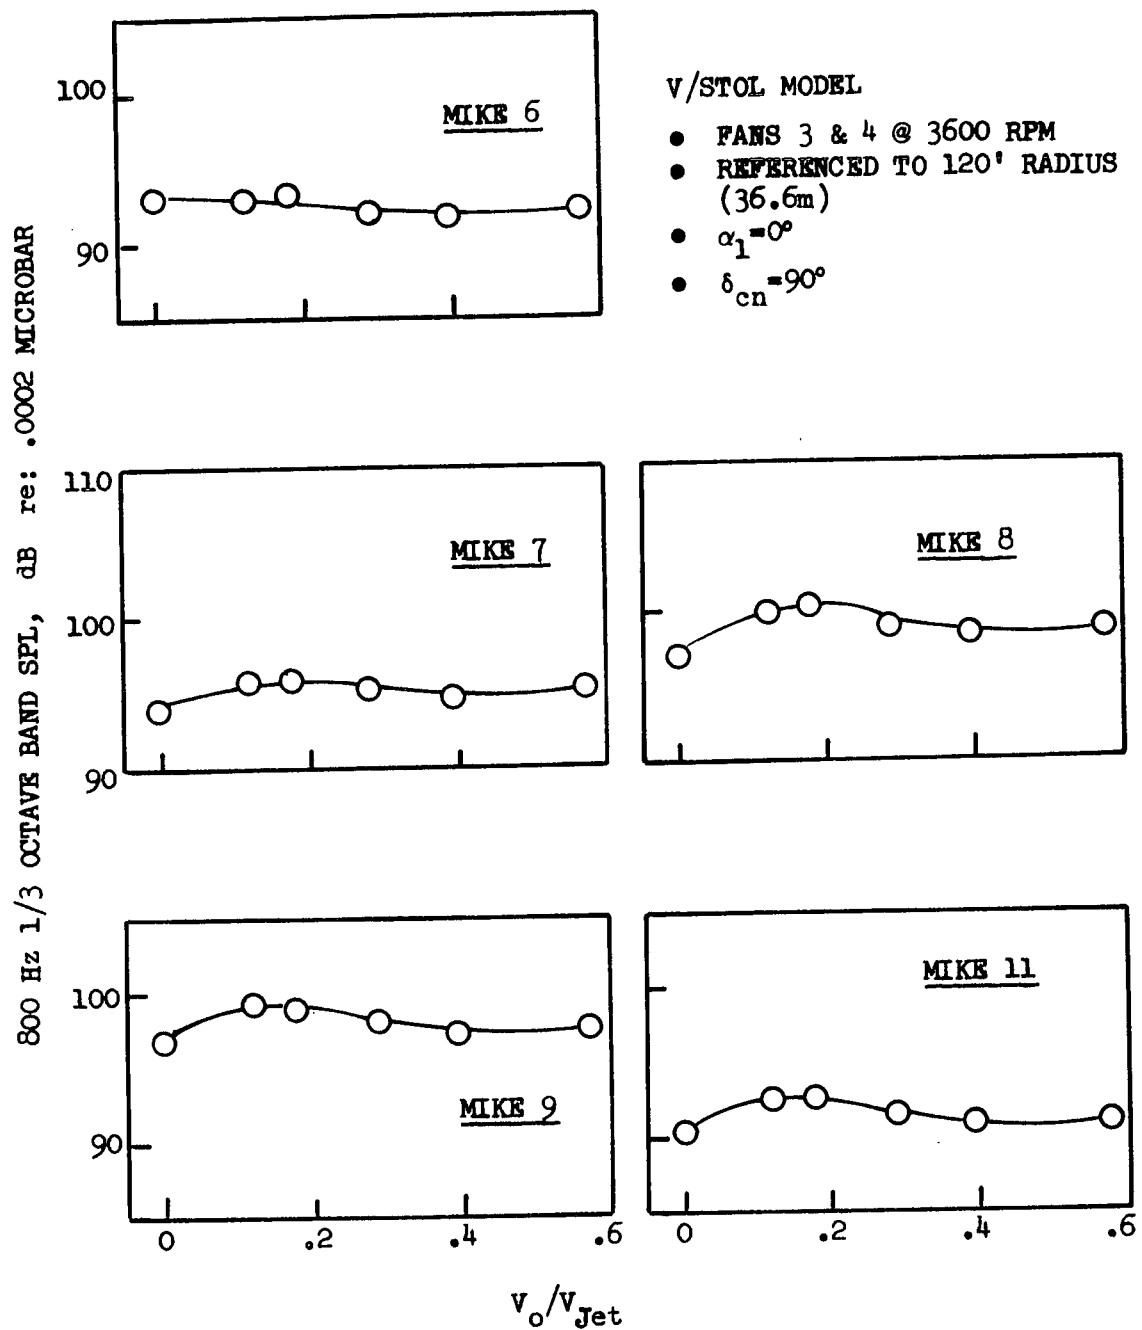 800 Hz 1/3 OCTAVE BAND SPL, dB re: .0002 MICROBAR
100
90
MIKE 6
V/STOL MODEL
● FANS 3 & 4 @ 3600 RPM
● REFERENCED TO 120' RADIUS
(36.6m)
● α1=0°
● δcn=90°
110
100
90
MIKE 7
MIKE 8
100
90
MIKE 9
MIKE 11
0 .2 .4 .6
0 .2 .4 .6
Vo/VJet